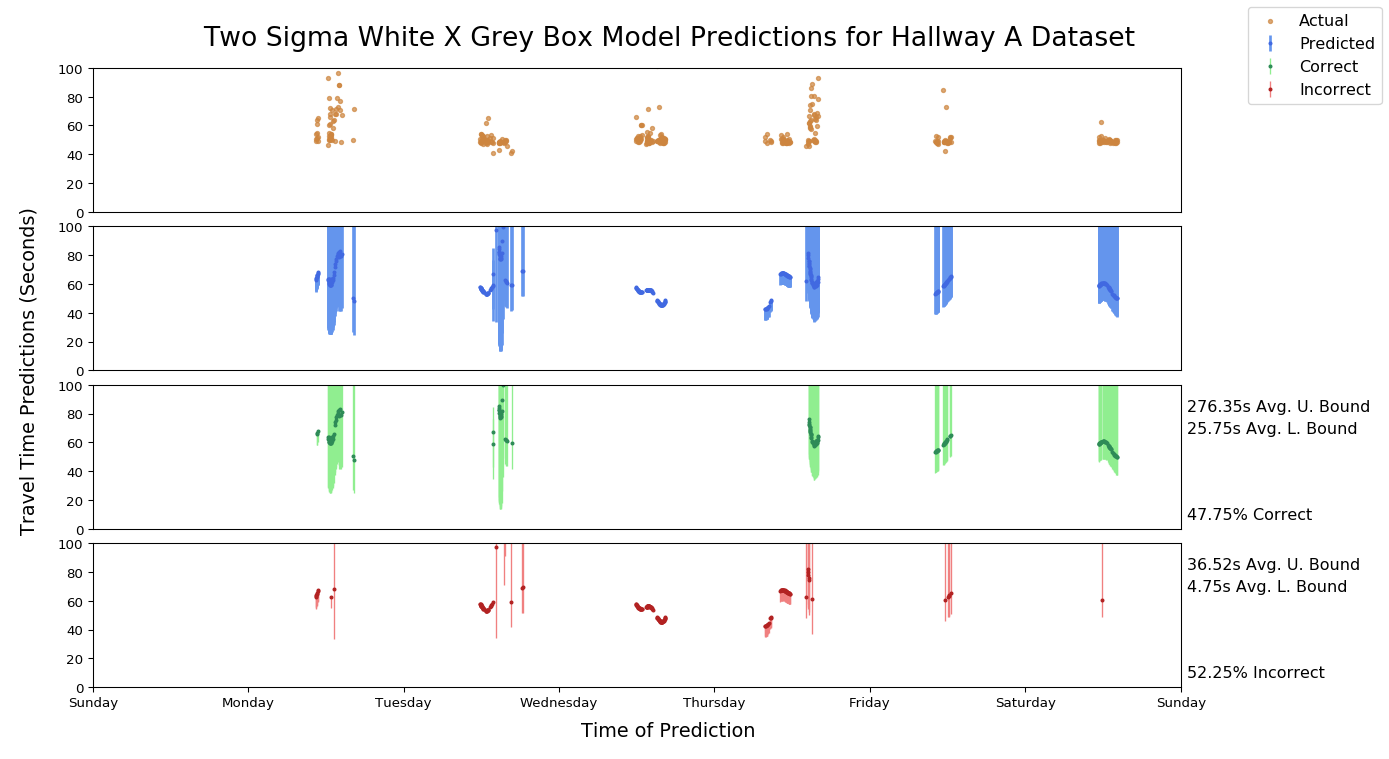 Two Sigma White X Grey Box Model Predictions for Hallway A Dataset
Actual
Predicted
Correct
Incorrect
Travel Time Predictions (Seconds)
100
80
60
40
20
0
100
80
60
40
20
0
100
80
60
40
20
0
276.35s Avg. U. Bound
25.75s Avg. L. Bound
47.75% Correct
100
80
60
40
20
0
36.52s Avg. U. Bound
4.75s Avg. L. Bound
52.25% Incorrect
Sunday
Monday
Tuesday
Wednesday
Thursday
Friday
Saturday
Sunday
Time of Prediction